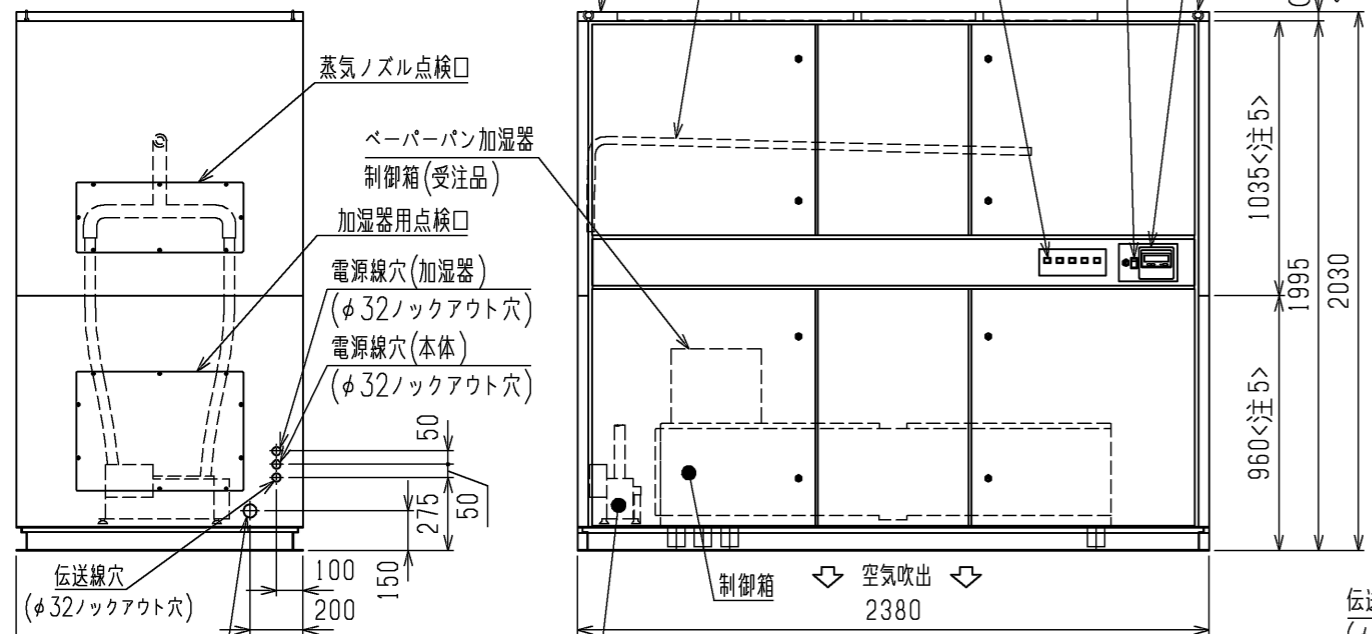 蒸気ノズル点検口
ペーパーパン加湿器
制御箱(受注品)
加湿器用点検口
電源線穴(加湿器)
(φ32ノックアウト穴)
電源線穴(本体)
(φ32ノックアウト穴)
50
50
275
150
100
200
伝送線穴
(φ32ノックアウト穴)
制御箱
空気吹出
2380
1035<注5>
960<注5>
1995
2030